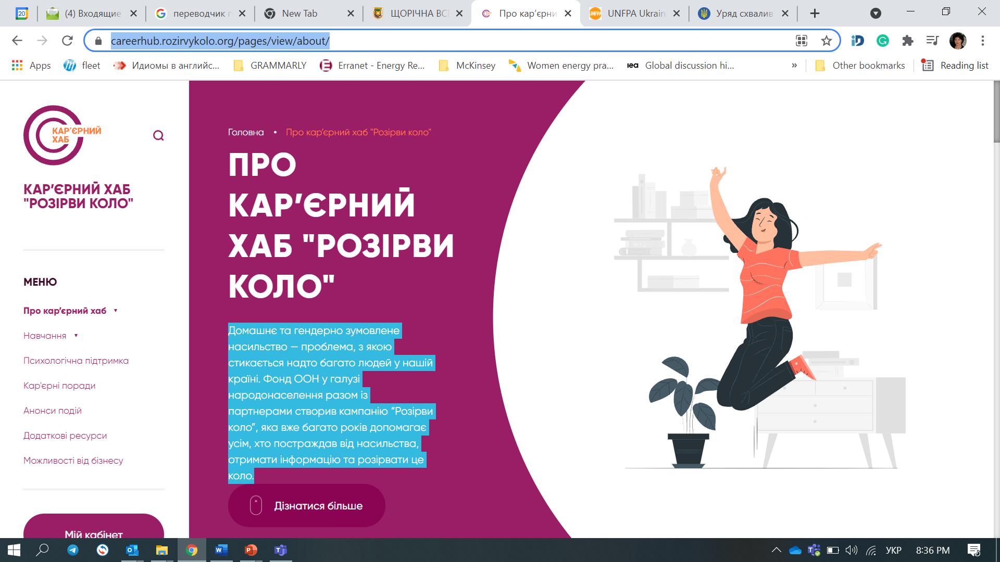 20
(4) Входящие
переводчик г
New Tab
ЩОРІЧНА ВСЕ
Про кар'єрни
UNFPA Ukrain
Уряд схвалив
careerhub.rozirvykolo.org/pages/view/about/
Apps
fleet
Идиомы в английс...
GRAMMARLY
Erranet - Energy Re...
McKinsey
Women energy pra...
iea
Global discussion hi...
»
Other bookmarks
Reading list
КАР'ЄРНИЙ
ХАБ
КАР'ЄРНИЙ ХАБ
"РОЗІРВИ КОЛО"
МЕНЮ
Про кар'єрний хаб
Навчання
Психологічна підтримка
Кар'єрні поради
Анонси подій
Додаткові ресурси
Можливості від бізнесу
Мій кабінет
Головна • Про кар'єрний хаб "Розірви коло"
ПРО
КАР'ЄРНИЙ
ХАБ "РОЗІРВИ
КОЛО"
Домашнє та гендерно зумовлене
насильство — проблема, з якою
стикається надто багато людей у нашій
країні. Фонд ООН у галузі
народонаселення разом із
партнерами створив кампанію “Розірви
коло”, яка вже багато років допомагає
усім, хто постраждав від насильства,
отримати інформацію та розірвати це
коло.
Дізнатися більше
УКР
8:36 PM